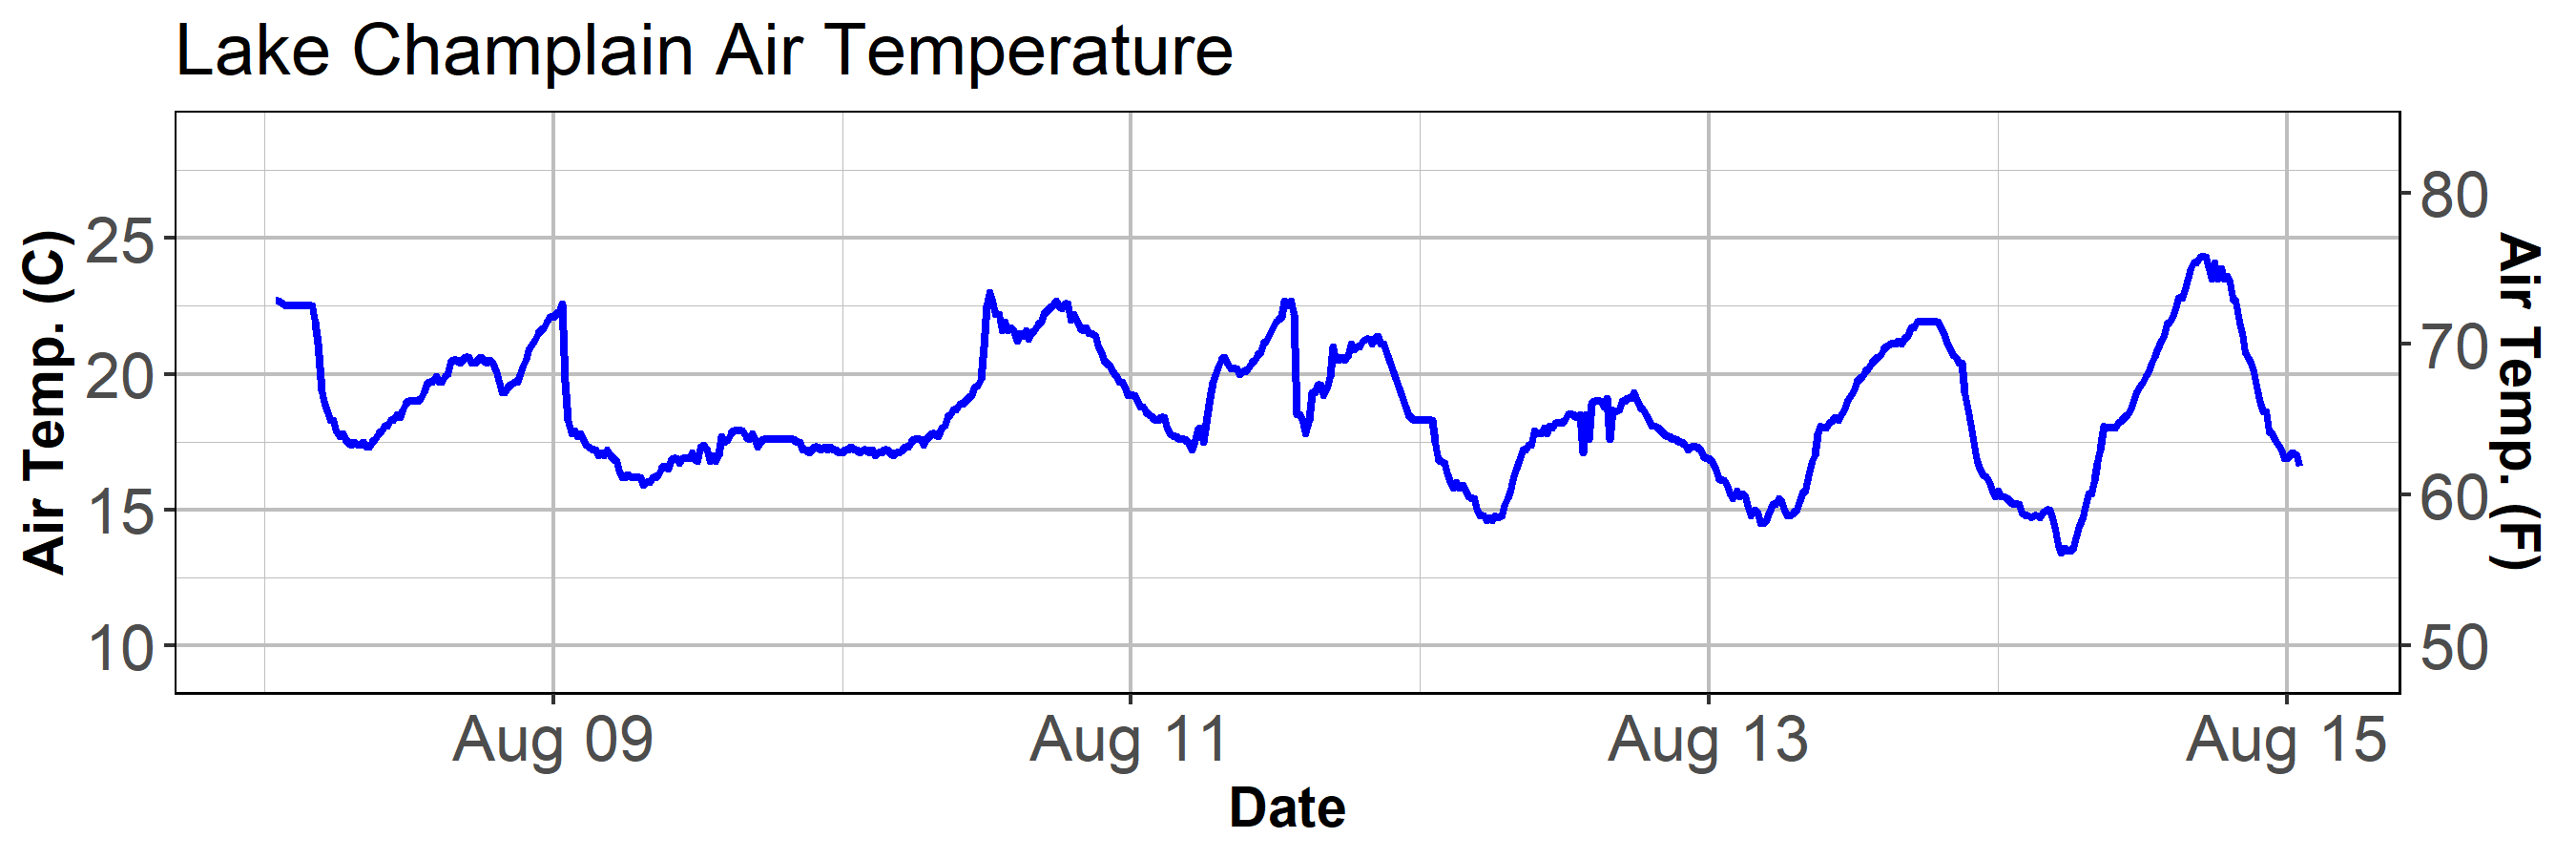 Lake Champlain Air Temperature
Air Temp. (C)
25
20
15
10
80
70
60
50
Air Temp. (F)
Aug 09
Aug 11
Aug 13
Aug 15
Date